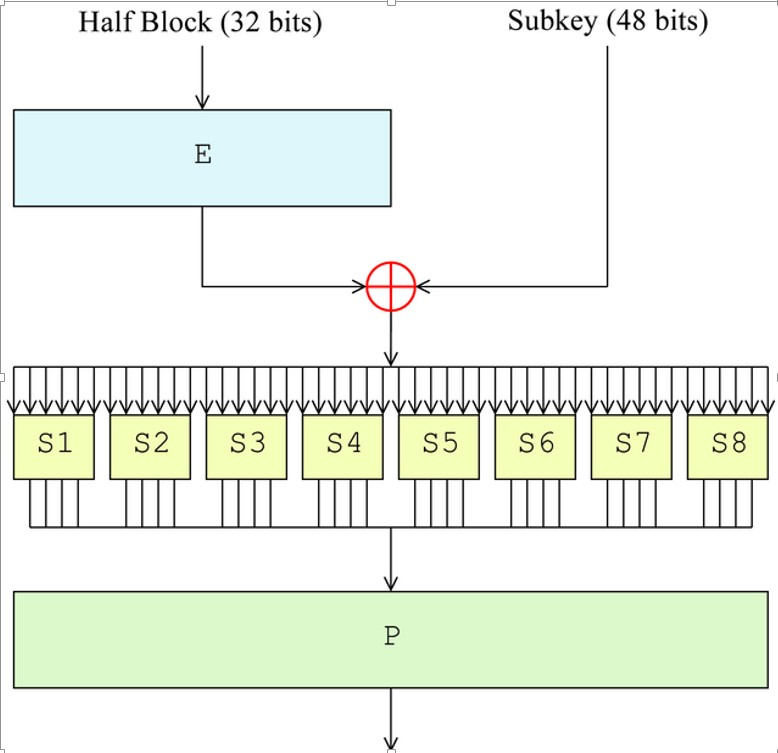 Half Block (32 bits)
Subkey (48 bits)
E
S1 S2 S3 S4 S5 S6 S7 S8
P